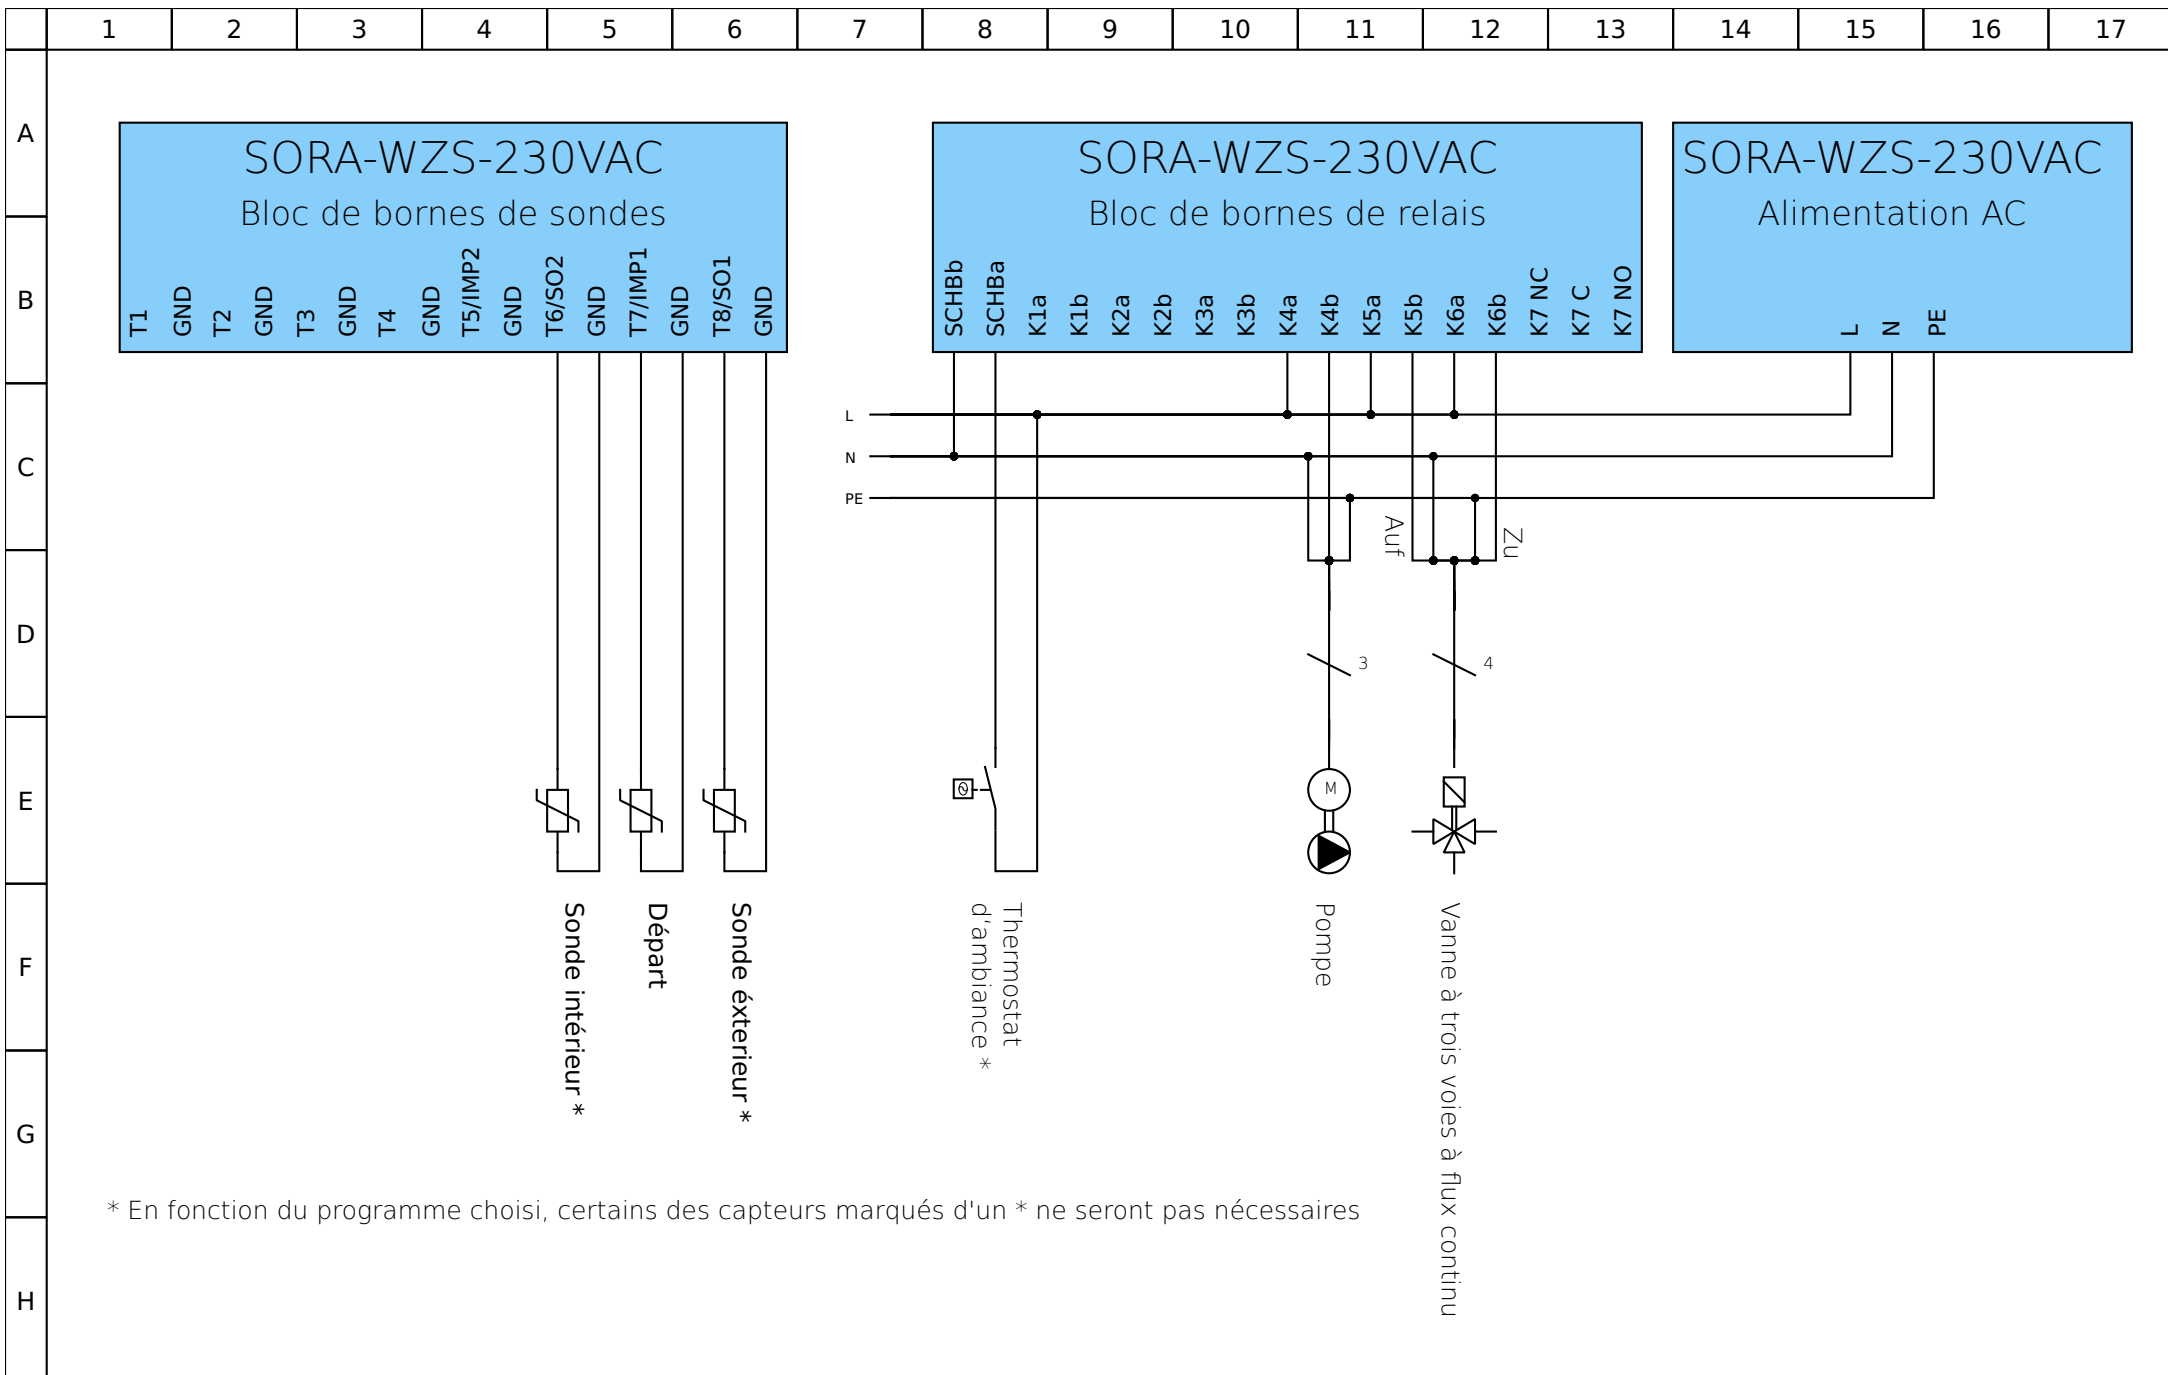 1 2 3 4 5 6 7 8 9 10 11 12 13 14 15 16 17
A
B
C
D
E
F
G
H
SORA-WZS-230VAC
Bloc de bornes de sondes
T1 GND T2 GND T3 GND T4 GND T5/IMP2 GND T6/SO2 GND T7/IMP1 GND T8/SO1 GND
SORA-WZS-230VAC
Bloc de bornes de relais
SCHBb SCHBa K1a K1b K2a K2b K3a K3b K4a K4b K5a K5b K6a K6b K7 NC K7 C K7 NO
SORA-WZS-230VAC
Alimentation AC
L N PE
L
N
PE
Auf
Zu
3
4
M
Sonde intérieur *
Départ
Sonde éxterieur *
Thermostat
d'ambiance *
Pompe
Vanne à trois voies à flux continu
* En fonction du programme choisi, certains des capteurs marqués d'un * ne seront pas nécessaires